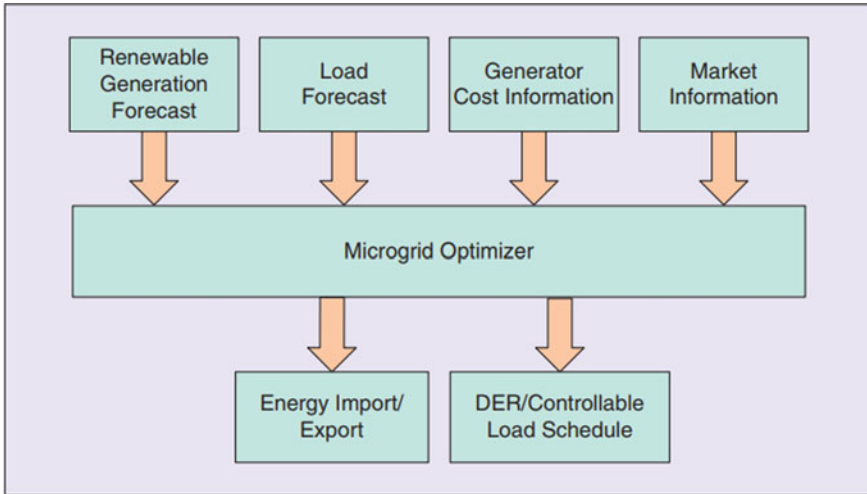 Renewable
Generation
Forecast
Load
Forecast
Generator
Cost Information
Market
Information
Microgrid Optimizer
Energy Import/
Export
DER/Controllable
Load Schedule